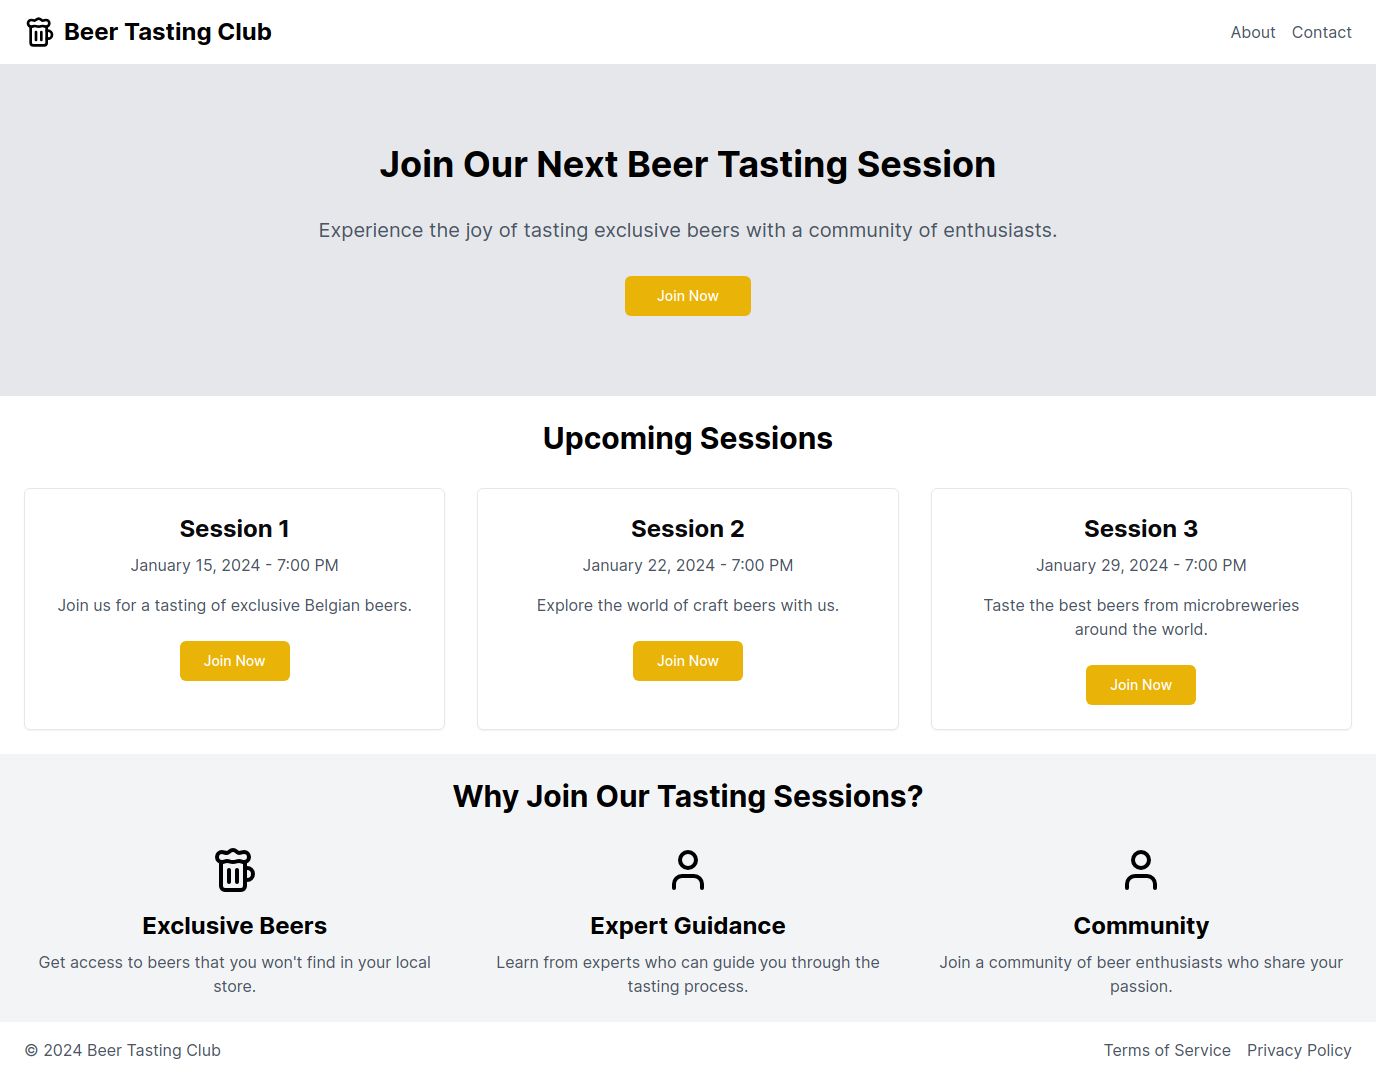 Beer Tasting Club
About
Contact
Join Our Next Beer Tasting Session
Experience the joy of tasting exclusive beers with a community of enthusiasts.
Join Now
Upcoming Sessions
Session 1
January 15, 2024 - 7:00 PM
Join us for a tasting of exclusive Belgian beers.
Join Now
Session 2
January 22, 2024 - 7:00 PM
Explore the world of craft beers with us.
Join Now
Session 3
January 29, 2024 - 7:00 PM
Taste the best beers from microbreweries
around the world.
Join Now
Why Join Our Tasting Sessions?
Exclusive Beers
Get access to beers that you won't find in your local
store.
Expert Guidance
Learn from experts who can guide you through the
tasting process.
Community
Join a community of beer enthusiasts who share your
passion.
© 2024 Beer Tasting Club
Terms of Service
Privacy Policy